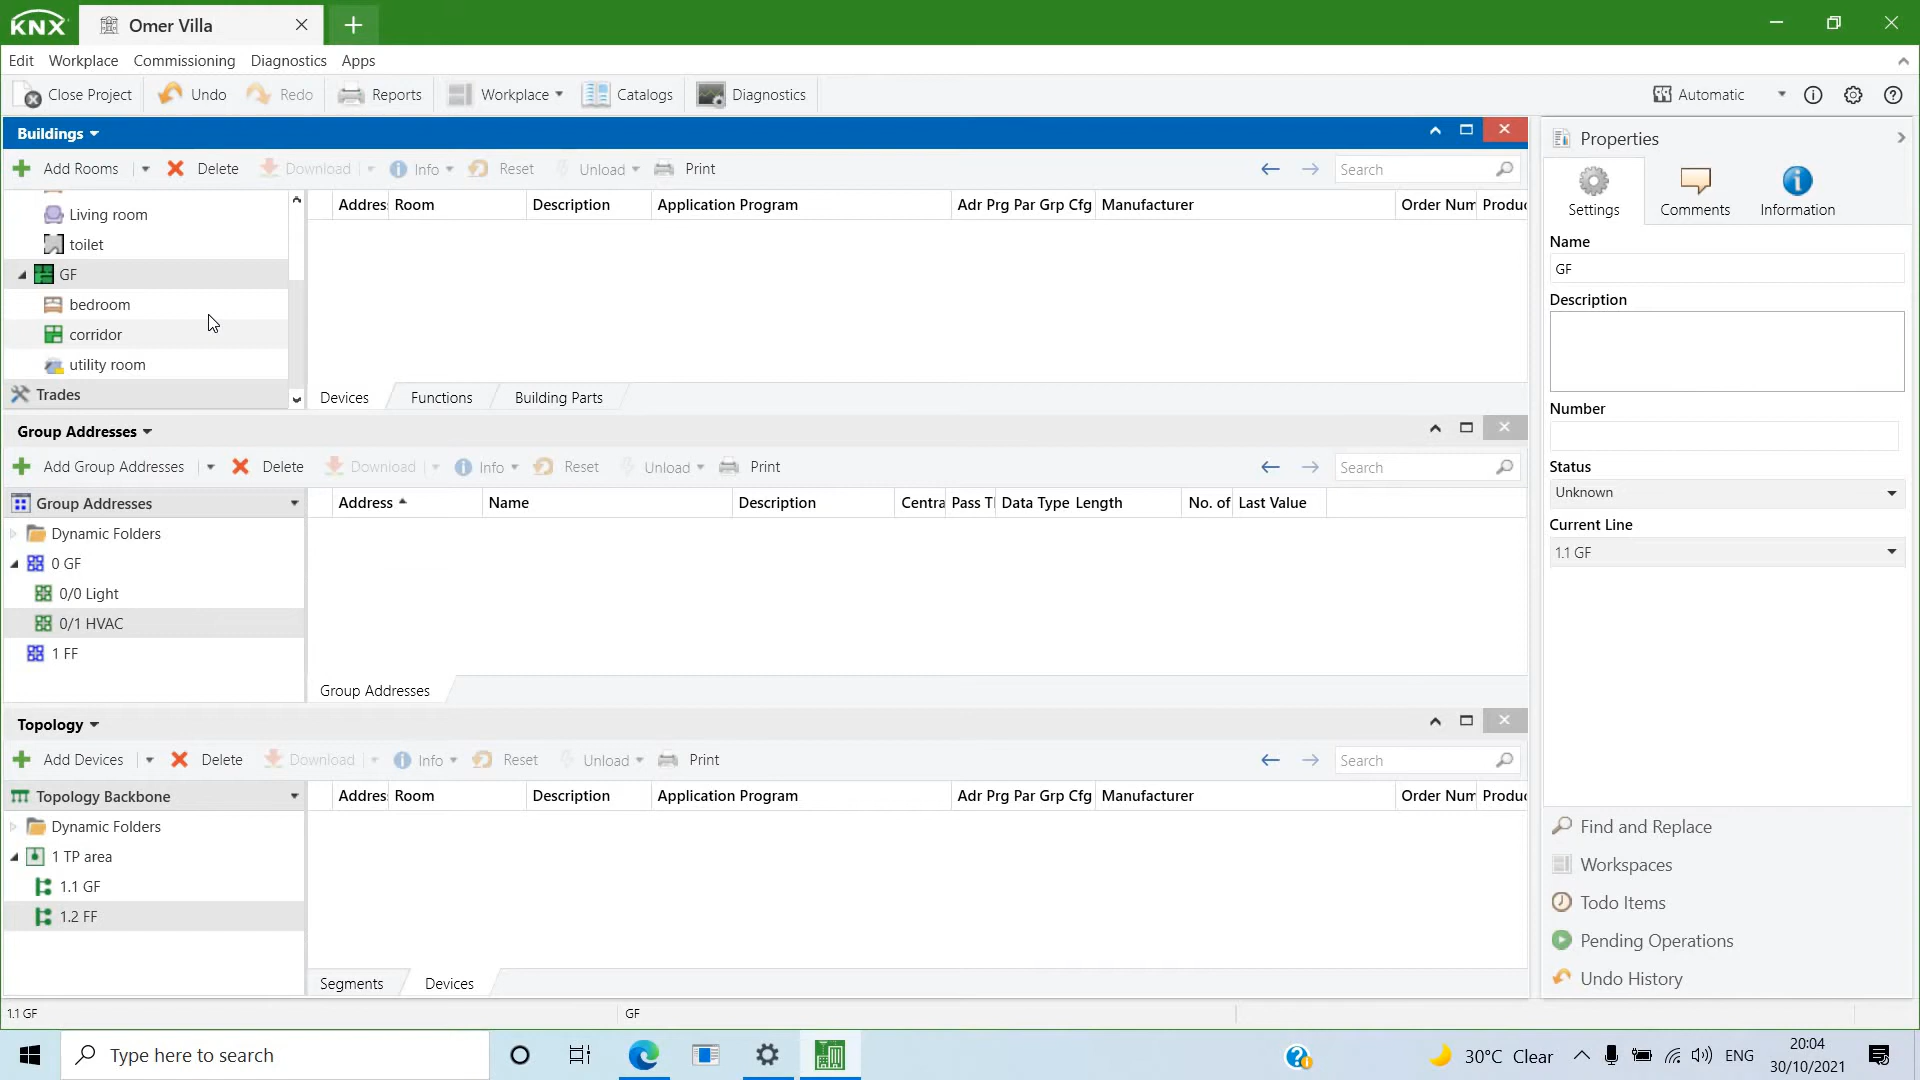 KNX
Omer Villa
Edit Workplace Commissioning Diagnostics Apps
Close Project Undo Redo Reports Workplace Catalogs Diagnostics Automatic
Buildings
Add Rooms Delete Download Info Reset Unload Print Search
Living room
toilet
GF
bedroom
corridor
utility room
Trades
Addres Room Description Application Program Adr Prg Par Grp Cfg Manufacturer Order Num Produc
Devices Functions Building Parts
Group Addresses
Add Group Addresses Delete Download Info Reset Unload Print Search
Group Addresses
Dynamic Folders
0 GF
0/0 Light
0/1 HVAC
1 FF
Address Name Description Centra Pass T Data Type Length No. of Last Value
Group Addresses
Topology
Add Devices Delete Download Info Reset Unload Print Search
Topology Backbone
Dynamic Folders
1 TP area
1.1 GF
1.2 FF
Addres Room Description Application Program Adr Prg Par Grp Cfg Manufacturer Order Num Produc
Segments Devices
Properties
Settings Comments Information
Name
GF
Description
Number
Status
Unknown
Current Line
1.1 GF
Find and Replace
Workspaces
Todo Items
Pending Operations
Undo History
1.1 GF GF
Type here to search
30°C Clear ENG
20:04
30/10/2021